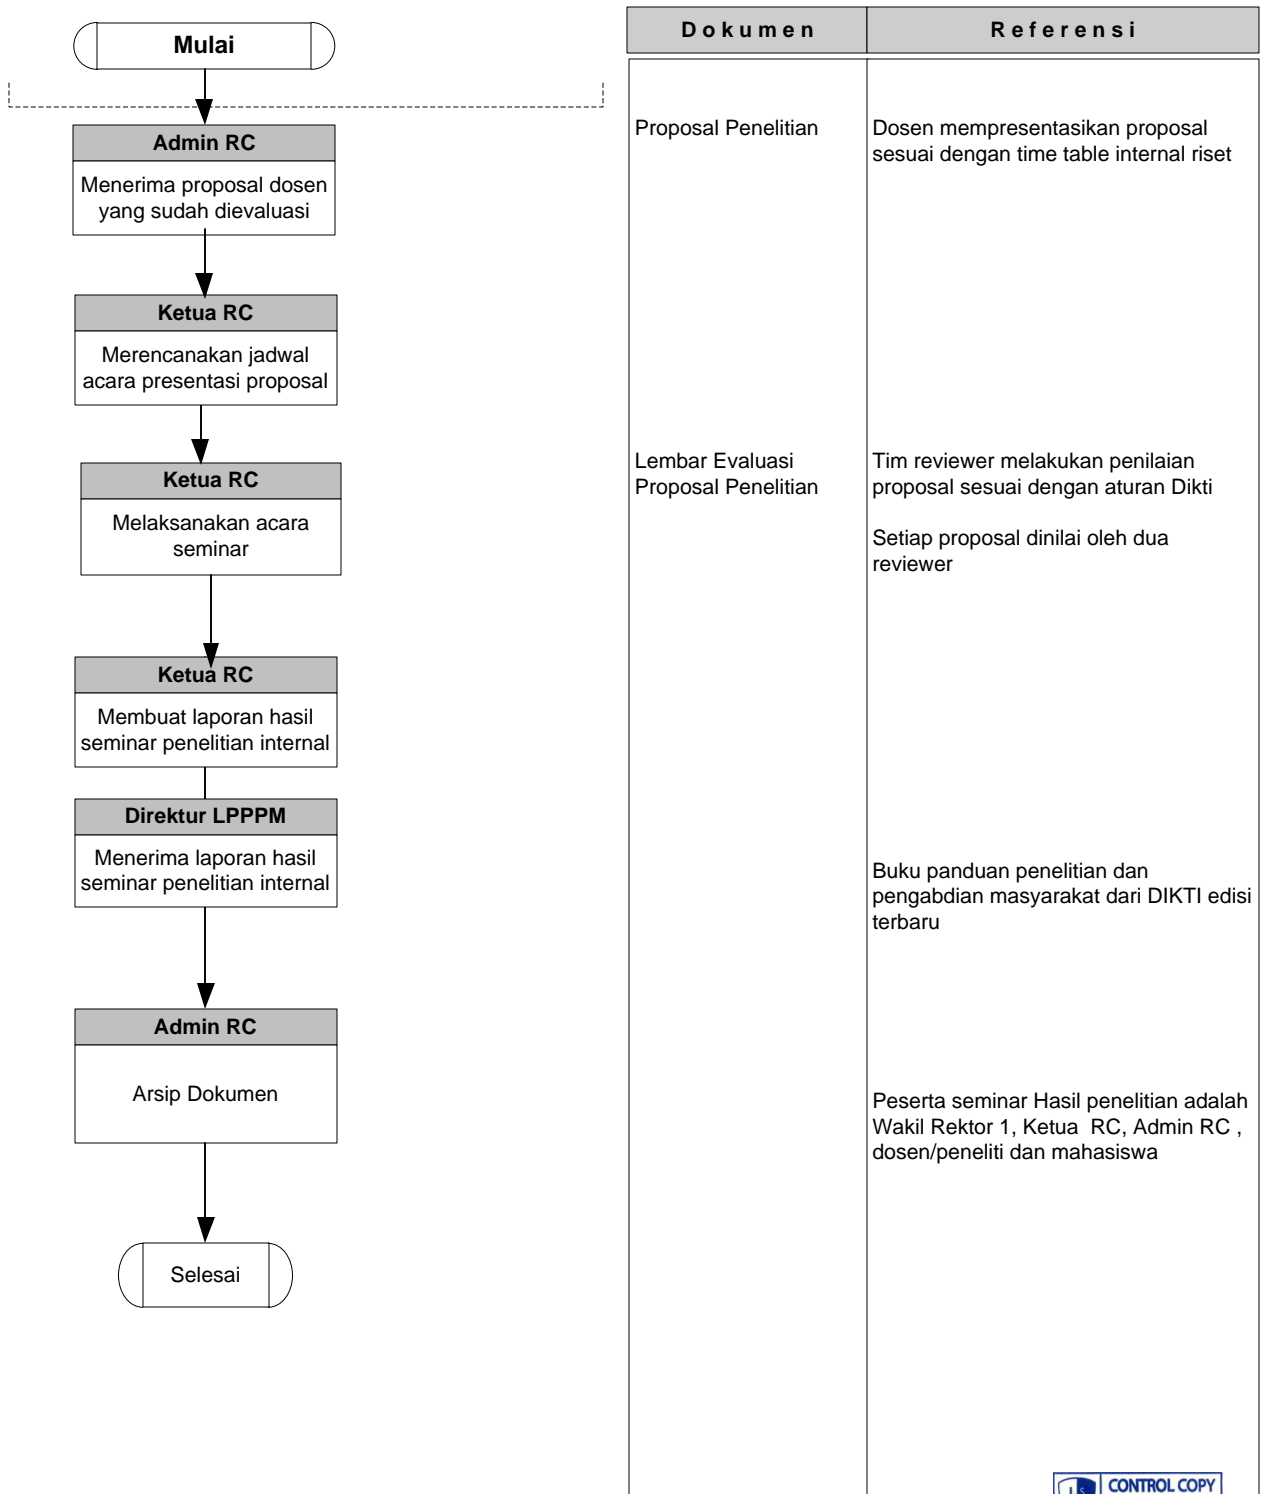 Mulai
Dokumen
Referensi
Admin RC
Menerima proposal dosen
yang sudah dievaluasi
Proposal Penelitian
Dosen mempresentasikan proposal
sesuai dengan time table internal riset
Ketua RC
Merencanakan jadwal
acara presentasi proposal
Ketua RC
Melaksanakan acara
seminar
Lembar Evaluasi
Proposal Penelitian
Tim reviewer melakukan penilaian
proposal sesuai dengan aturan Dikti
Setiap proposal dinilai oleh dua
reviewer
Ketua RC
Membuat laporan hasil
seminar penelitian internal
Direktur LPPPM
Menerima laporan hasil
seminar penelitian internal
Buku panduan penelitian dan
pengabdian masyarakat dari DIKTI edisi
terbaru
Admin RC
Arsip Dokumen
Peserta seminar Hasil penelitian adalah
Wakil Rektor 1, Ketua  RC, Admin RC ,
dosen/peneliti dan mahasiswa
Selesai
CONTROL COPY